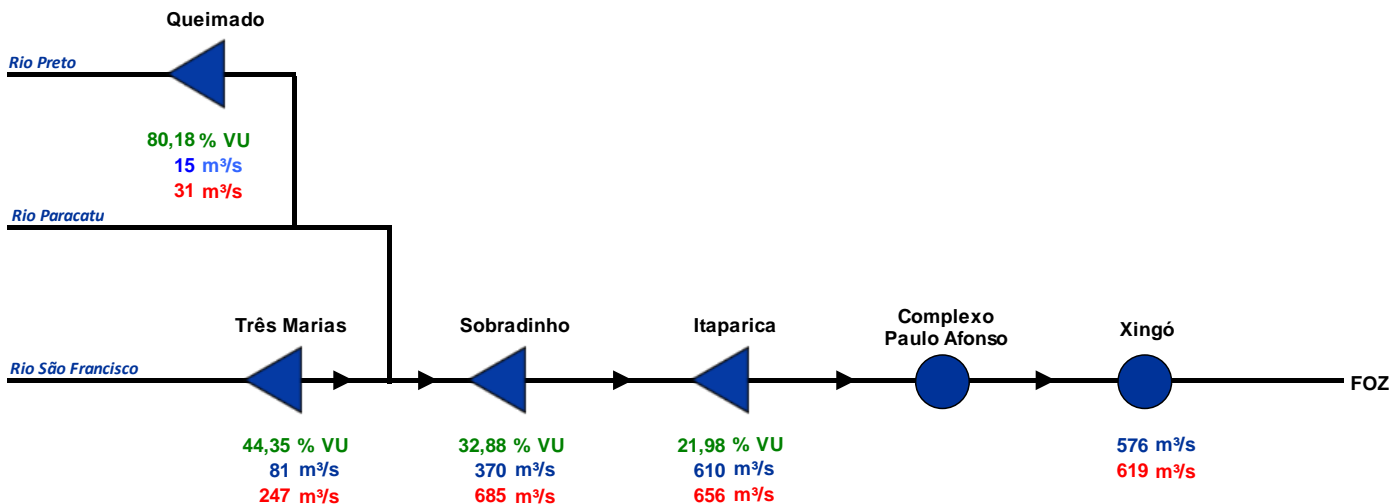 Queimado
Rio Preto
80,18 % VU
15 m³/s
31 m³/s
Rio Paracatu
Três Marias
Sobradinho
Itaparica
Complexo
Paulo Afonso
Xingó
Rio São Francisco
FOZ
44,35 % VU
81 m³/s
247 m³/s
32,88 % VU
370 m³/s
685 m³/s
21,98 % VU
610 m³/s
656 m³/s
576 m³/s
619 m³/s